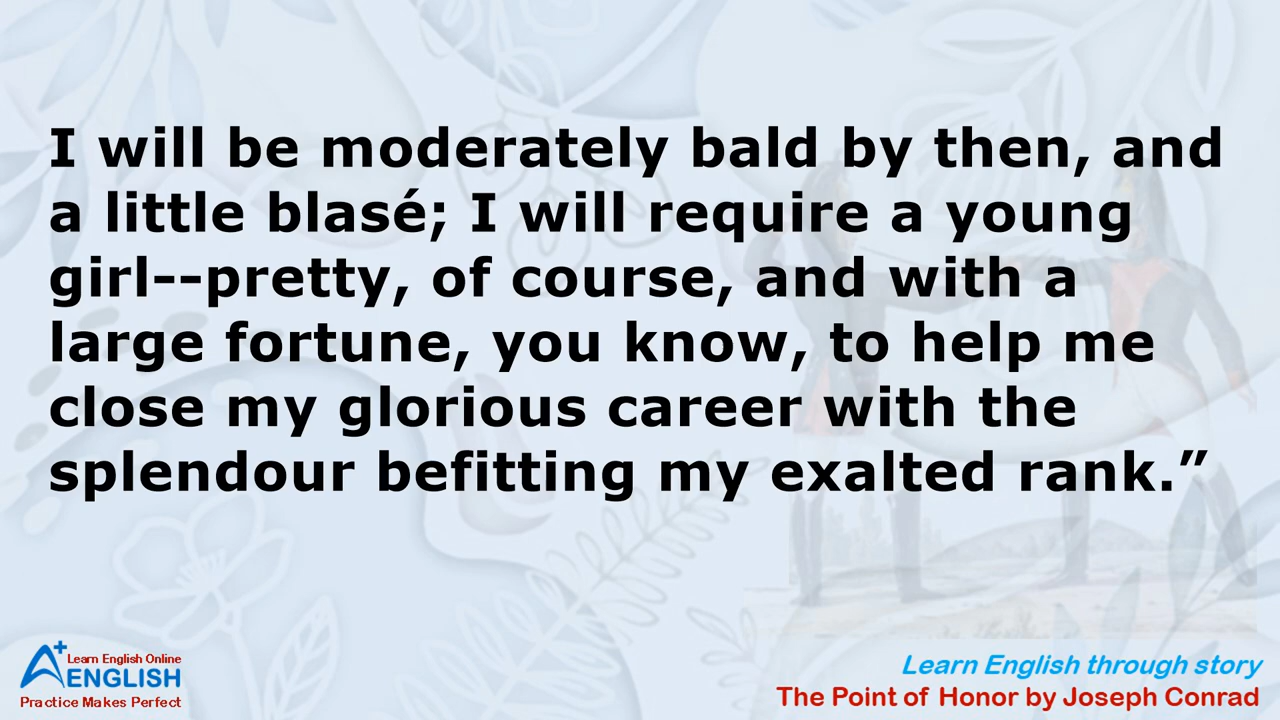 I will be moderately bald by then, and
a little blasé; I will require a young
girl--pretty, of course, and with a
large fortune, you know, to help me
close my glorious career with the
splendour befitting my exalted rank.”
A+ Learn English Online
ENGLISH
Practice Makes Perfect
Learn English through story
The Point of Honor by Joseph Conrad